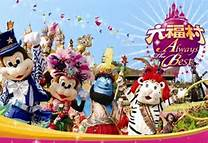 六福村
Always
The Best